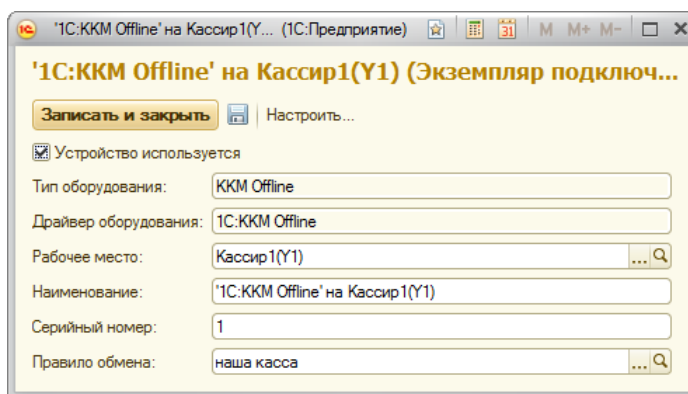 1С '1С:ККМ Offline' на Кассир1(Y... (1С:Предприятие) 31 M M+ M-
'1С:ККМ Offline' на Кассир1(Y1) (Экземпляр подключ...
Записать и закрыть Настроить...
Устройство используется
Тип оборудования: ККМ Offline
Драйвер оборудования: 1С:ККМ Offline
Рабочее место: Кассир1(Y1) ...
Наименование: '1С:ККМ Offline' на Кассир1(Y1)
Серийный номер: 1
Правило обмена: наша касса ...